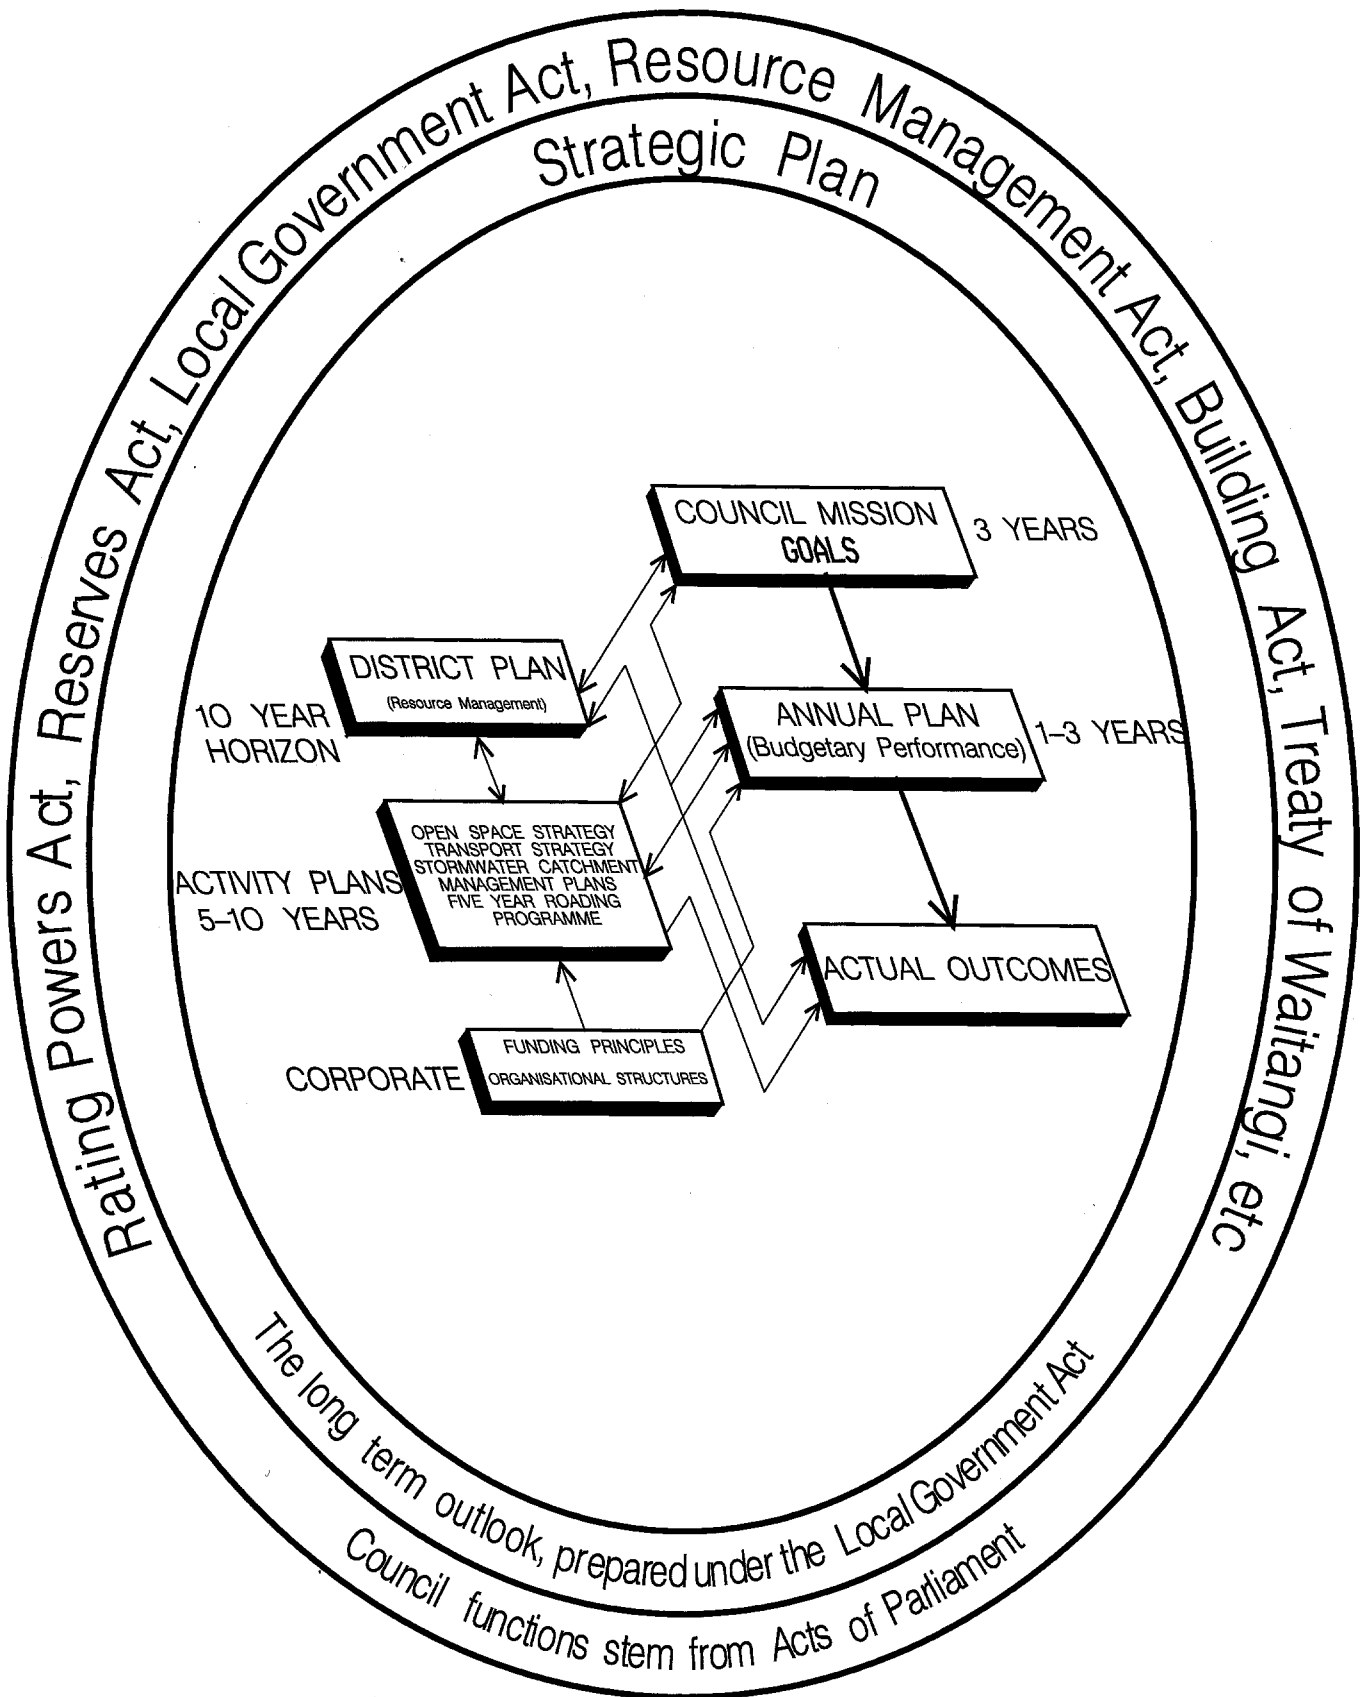 Rating Powers Act, Reserves Act, Local Government Act, Resource Management Act, Building Act, Treaty of Waitangi, etc
Strategic Plan
COUNCIL MISSION
GOALS
3 YEARS
DISTRICT PLAN
(Resource Management)
10 YEAR
HORIZON
ANNUAL PLAN
(Budgetary Performance)
1–3 YEARS
OPEN SPACE STRATEGY
TRANSPORT STRATEGY
STORMWATER CATCHMENT
MANAGEMENT PLANS
FIVE YEAR ROADING
PROGRAMME
ACTIVITY PLANS
5–10 YEARS
ACTUAL OUTCOMES
FUNDING PRINCIPLES
ORGANISATIONAL STRUCTURES
CORPORATE
The long term outlook, prepared under the Local Government Act
Council functions stem from Acts of Parliament